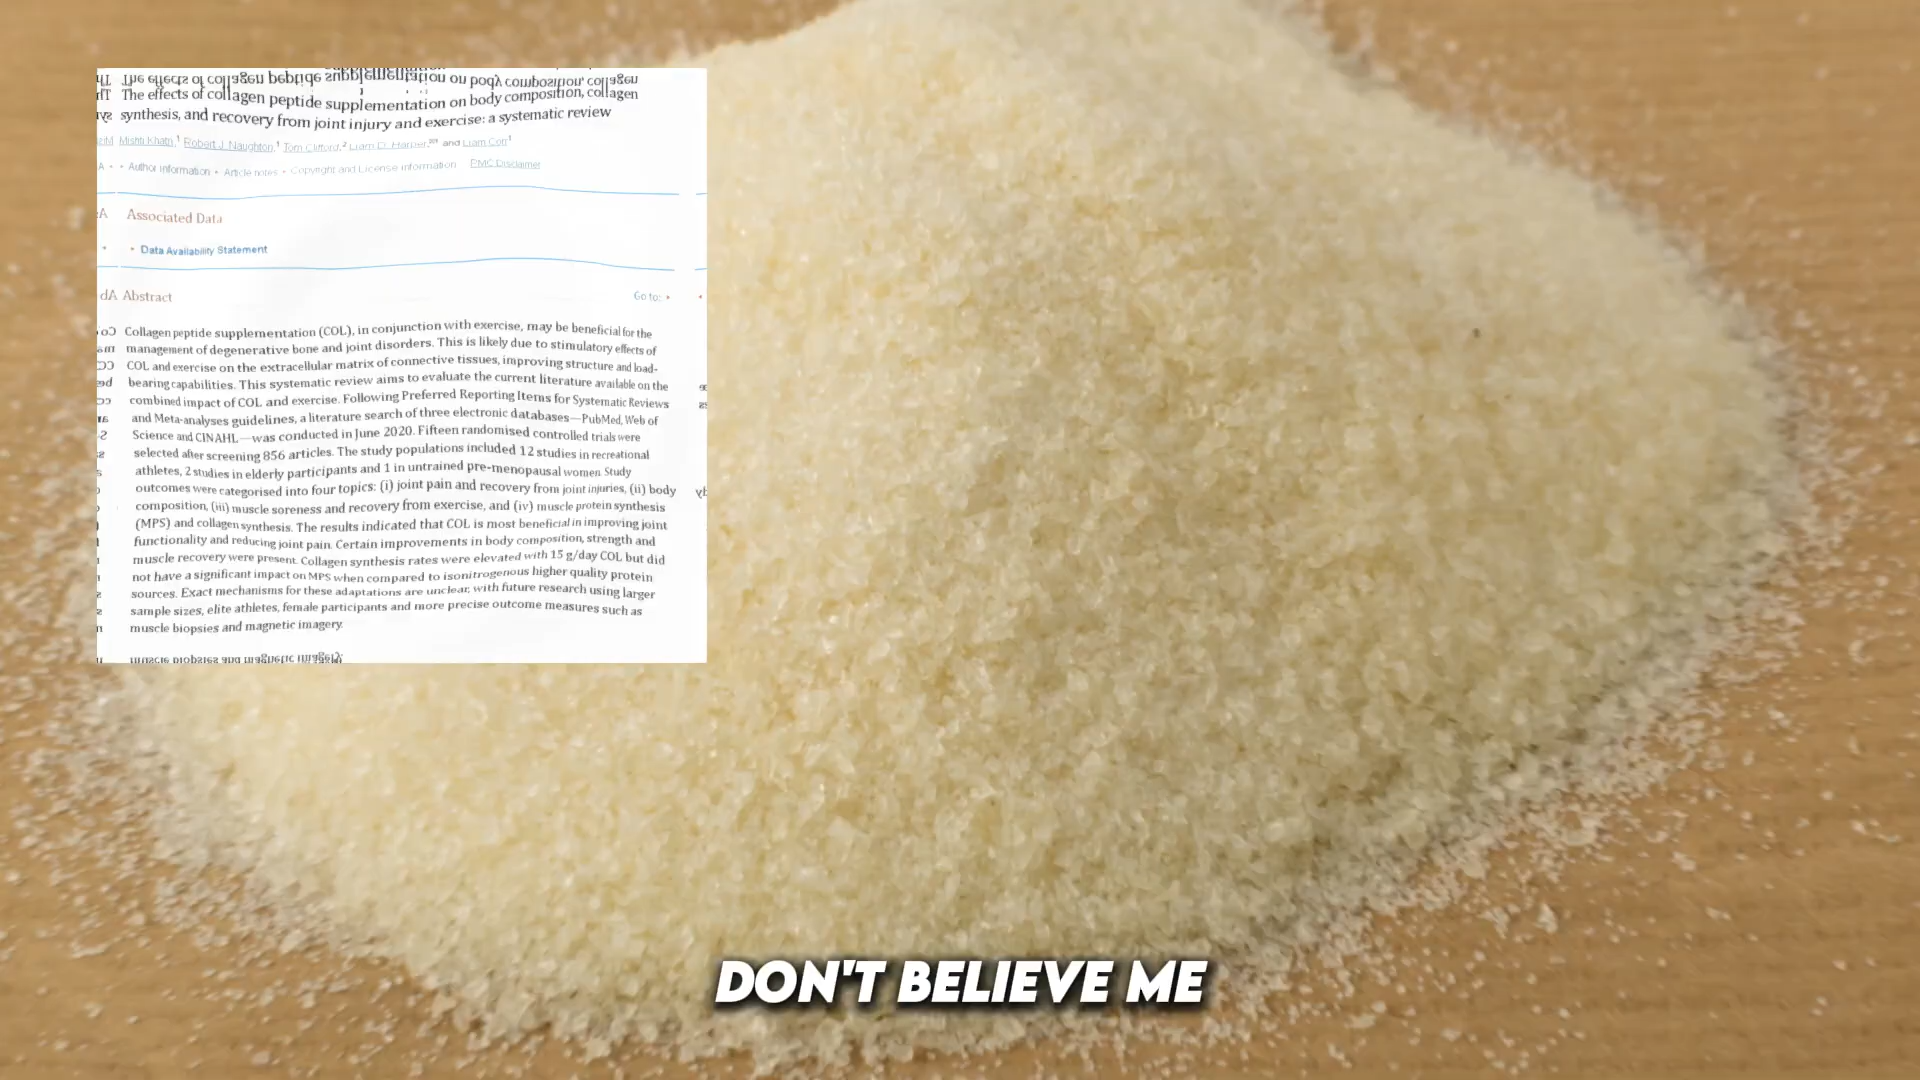 The effects of collagen peptide supplementation on body composition, collagen
synthesis, and recovery from joint injury and exercise: a systematic review
Mishti Khatri,1 Robert J. Naughton,1 Tom Clifford,2 Liam D. Harper, and Liam Corr1
• Author information • Article notes • Copyright and License information PMC Disclaimer
Associated Data
• Data Availability Statement
Abstract
Go to:
Collagen peptide supplementation (COL), in conjunction with exercise, may be beneficial for the
management of degenerative bone and joint disorders. This is likely due to stimulatory effects of
COL and exercise on the extracellular matrix of connective tissues, improving structure and load-
bearing capabilities. This systematic review aims to evaluate the current literature available on the
combined impact of COL and exercise. Following Preferred Reporting Items for Systematic Reviews
and Meta-analyses guidelines, a literature search of three electronic databases—PubMed, Web of
Science and CINAHL—was conducted in June 2020. Fifteen randomised controlled trials were
selected after screening 856 articles. The study populations included 12 studies in recreational
athletes, 2 studies in elderly participants and 1 in untrained pre-menopausal women. Study
outcomes were categorised into four topics: (i) joint pain and recovery from joint injuries, (ii) body
composition, (iii) muscle soreness and recovery from exercise, and (iv) muscle protein synthesis
(MPS) and collagen synthesis. The results indicated that COL is most beneficial in improving joint
functionality and reducing joint pain. Certain improvements in body composition, strength and
muscle recovery were present. Collagen synthesis rates were elevated with 15 g/day COL but did
not have a significant impact on MPS when compared to isonitrogenous higher quality protein
sources. Exact mechanisms for these adaptations are unclear, with future research using larger
sample sizes, elite athletes, female participants and more precise outcome measures such as
muscle biopsies and magnetic imagery.
DON'T BELIEVE ME